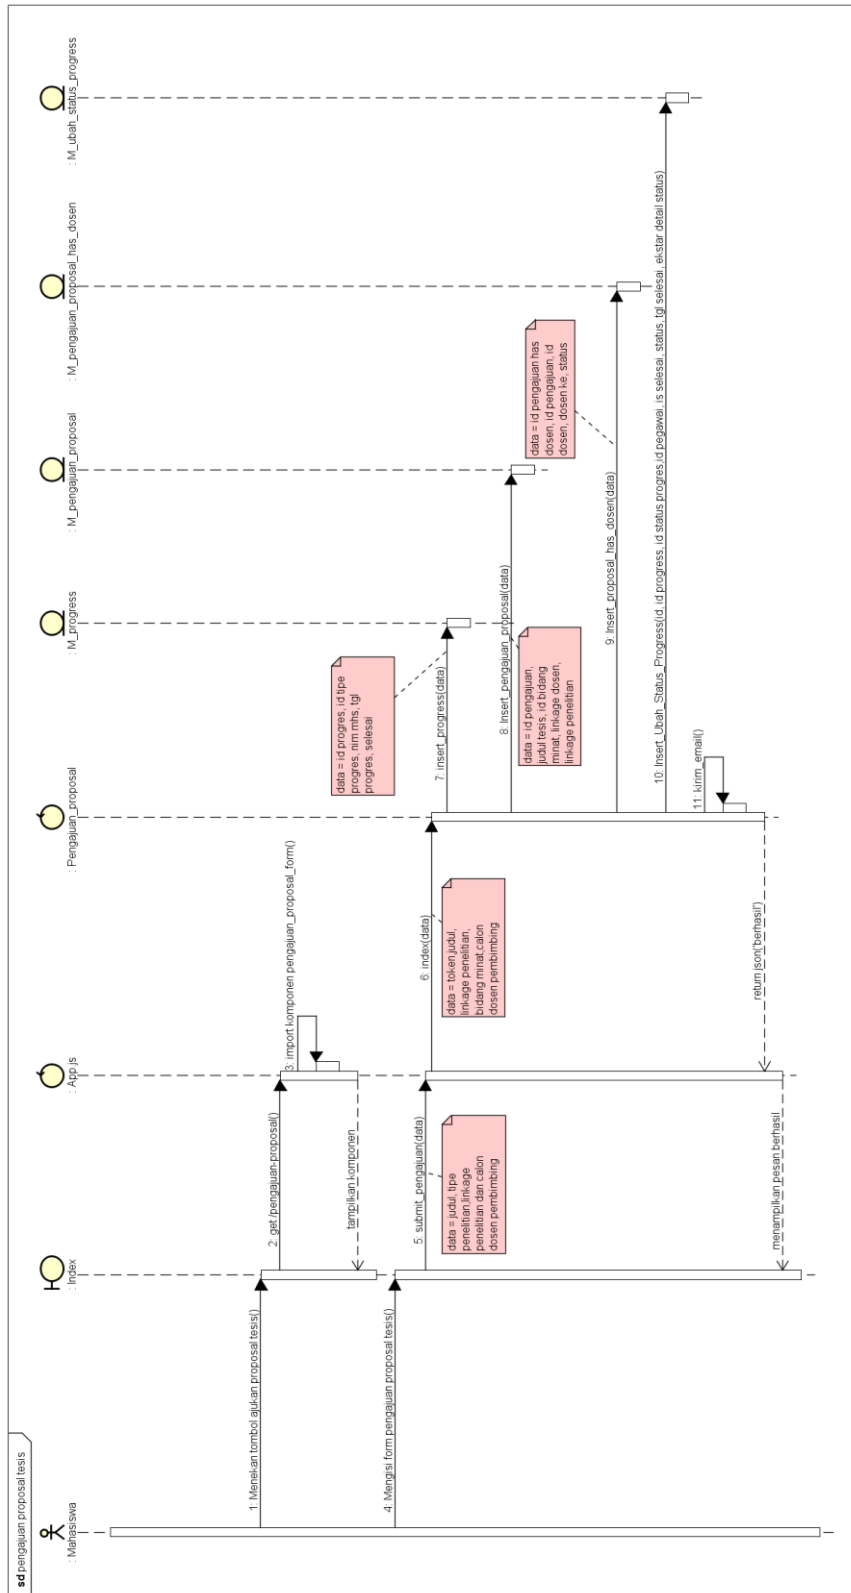 sd pengajuan proposal tesis
: Mahasiswa
: Index
: App.js
: Pengajuan_proposal
: M_progress
: M_pengajuan_proposal
: M_pengajuan_proposal_has_dosen
: M_ubah_status_progress
1: Menekan tombol ajukan proposal tesis()
2: get /pengajuan-proposal()
3: import komponen pengajuan_proposal_form()
tampilkan komponen
4: Mengisi form pengajuan proposal tesis()
5: submit_pengajuan(data)
data = judul, tipe
penelitian,linkage
penelitian dan calon
dosen pembimbing
6: index(data)
data = token judul,
linkage penelitian,
bidang minat,calon
dosen pembimbing
7: insert_progress(data)
data = id progres, id tipe
progres, nim mhs, tgl
progres, selesai
8: Insert_pengajuan_proposal(data)
data = id pengajuan,
judul tesis, id bidang
minat, linkage dosen,
linkage penelitian
9: Insert_proposal_has_dosen(data)
data = id pengajuan has
dosen, id pengajuan, id
dosen, dosen ke, status
10: Insert_Ubah_Status_Progress(id, id progress, id status progres,id pegawai, is selesai, status, tgl selesai, ekstar detail status)
11: kirim_email()
return json('berhasil')
menampilkan pesan berhasil